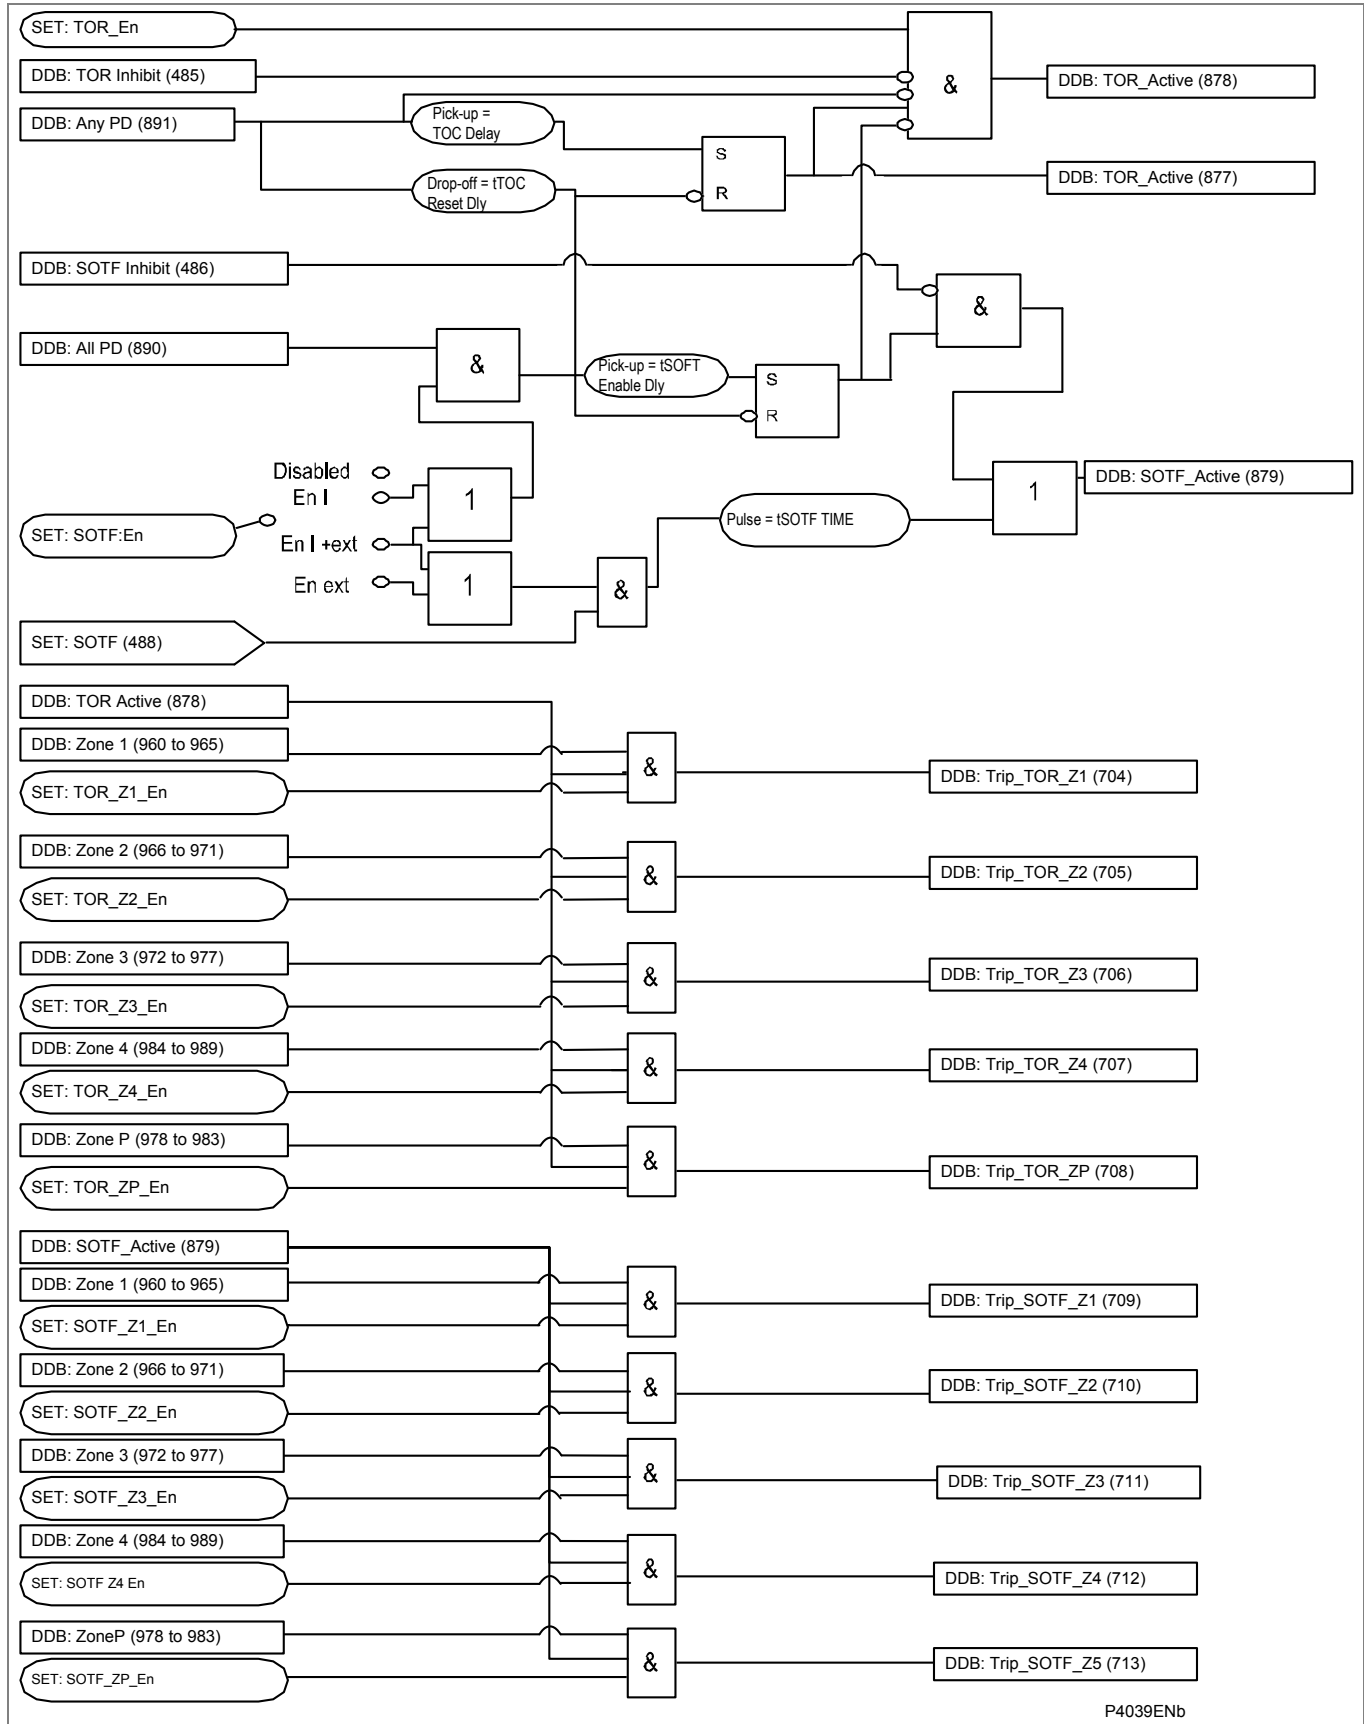 SET: TOR_En
DDB: TOR Inhibit (485)
&
DDB: TOR_Active (878)
DDB: Any PD (891)
Pick-up =
TOC Delay
S
R
Drop-off = tTOC
Reset Dly
DDB: TOR_Active (877)
DDB: SOTF Inhibit (486)
&
DDB: All PD (890)
&
Pick-up = tSOFT
Enable Dly
S
R
Disabled
En I
En I +ext
En ext
1
1
SET: SOTF:En
Pulse = tSOTF TIME
1
DDB: SOTF_Active (879)
&
SET: SOTF (488)
DDB: TOR Active (878)
DDB: Zone 1 (960 to 965)
SET: TOR_Z1_En
&
DDB: Trip_TOR_Z1 (704)
DDB: Zone 2 (966 to 971)
SET: TOR_Z2_En
&
DDB: Trip_TOR_Z2 (705)
DDB: Zone 3 (972 to 977)
SET: TOR_Z3_En
&
DDB: Trip_TOR_Z3 (706)
DDB: Zone 4 (984 to 989)
SET: TOR_Z4_En
&
DDB: Trip_TOR_Z4 (707)
DDB: Zone P (978 to 983)
SET: TOR_ZP_En
&
DDB: Trip_TOR_ZP (708)
DDB: SOTF_Active (879)
DDB: Zone 1 (960 to 965)
SET: SOTF_Z1_En
&
DDB: Trip_SOTF_Z1 (709)
DDB: Zone 2 (966 to 971)
SET: SOTF_Z2_En
&
DDB: Trip_SOTF_Z2 (710)
DDB: Zone 3 (972 to 977)
SET: SOTF_Z3_En
&
DDB: Trip_SOTF_Z3 (711)
DDB: Zone 4 (984 to 989)
SET: SOTF Z4 En
&
DDB: Trip_SOTF_Z4 (712)
DDB: ZoneP (978 to 983)
SET: SOTF_ZP_En
&
DDB: Trip_SOTF_Z5 (713)
P4039ENb